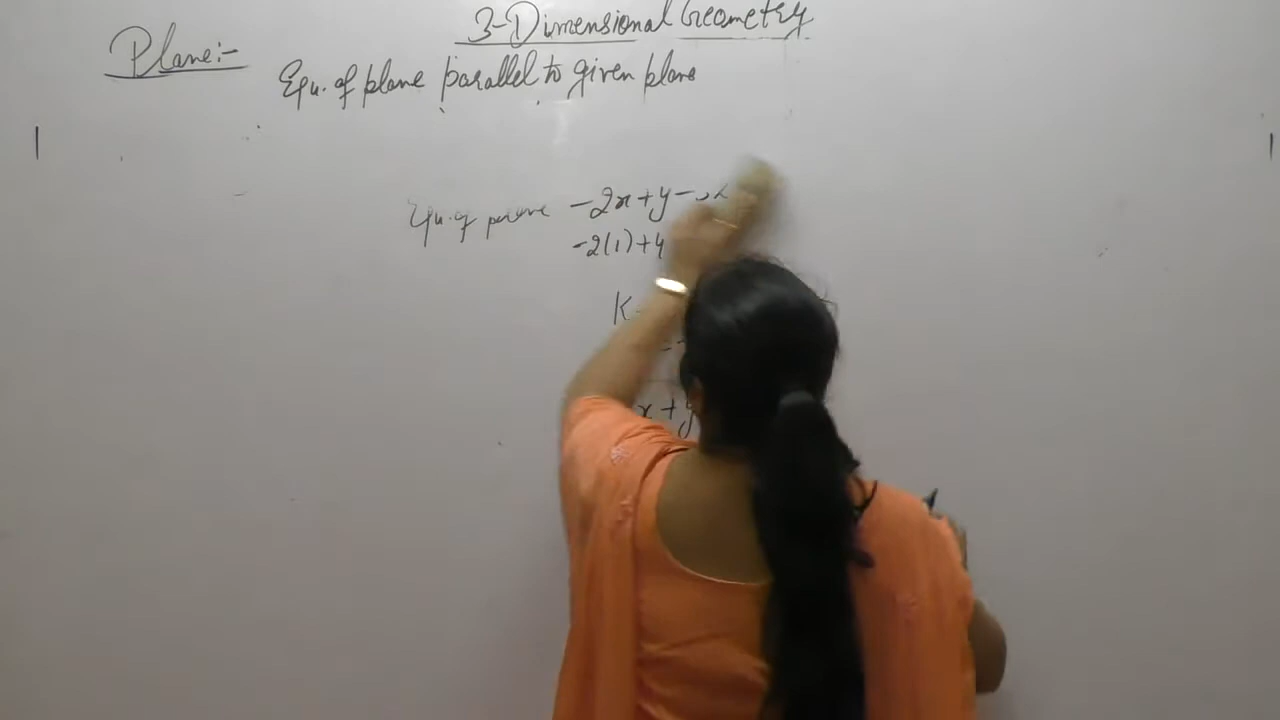 3-Dimensional Geometry
Plane:-
Equ. of plane parallel to given plane
Equ. of plane -2x+y-
-2(1)+4
K=
=
x+y